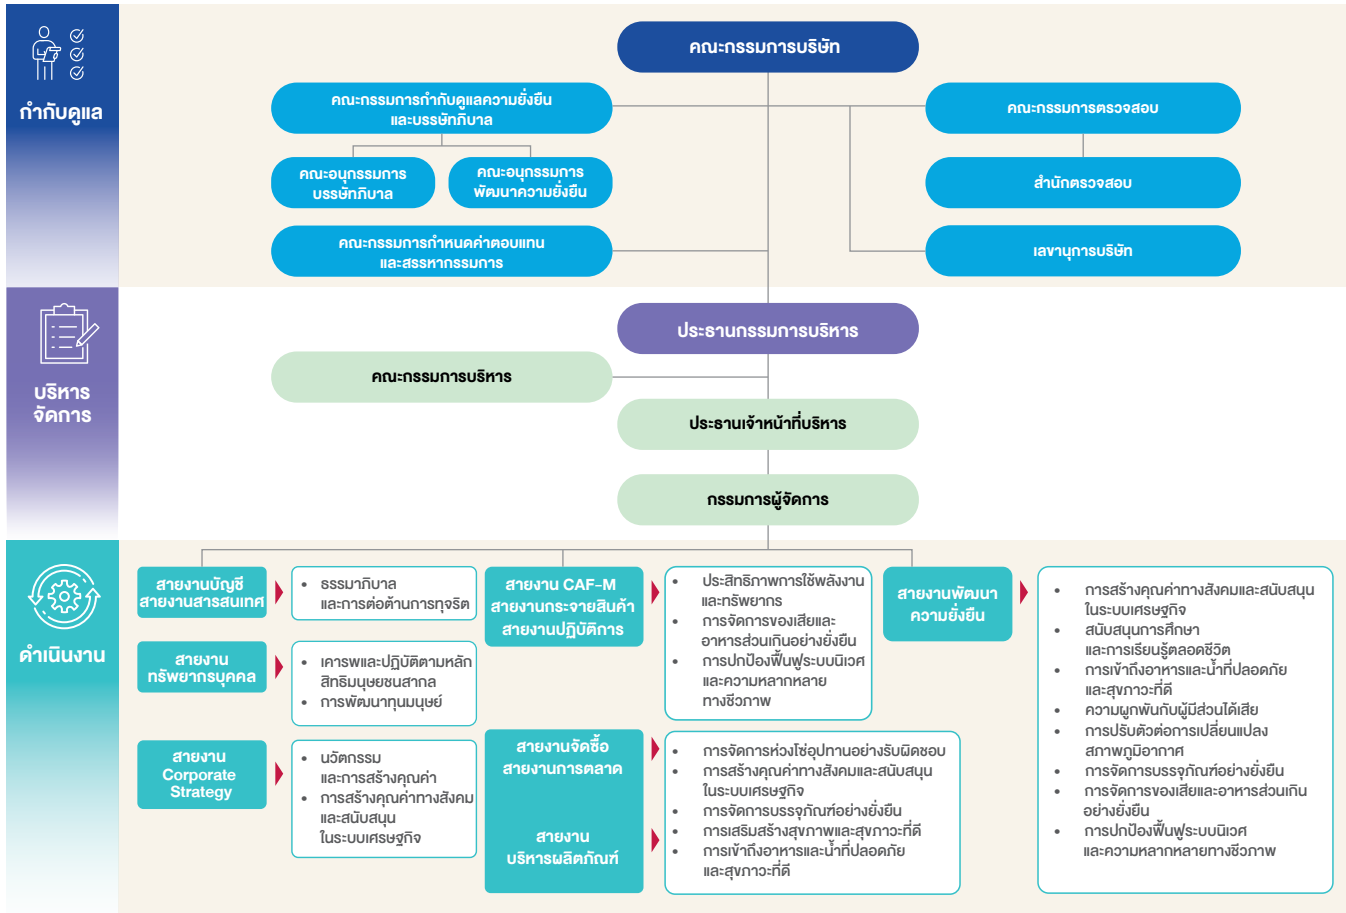 กำกับดูแล
คณะกรรมการบริษัท
คณะกรรมการกำกับดูแลความยั่งยืน
และบรรษัทภิบาล
คณะอนุกรรมการ
บรรษัทภิบาล
คณะอนุกรรมการ
พัฒนาความยั่งยืน
คณะกรรมการกำหนดค่าตอบแทน
และสรรหากรรมการ
คณะกรรมการตรวจสอบ
สำนักตรวจสอบ
เลขานุการบริษัท
บริหาร
จัดการ
ประธานกรรมการบริหาร
คณะกรรมการบริหาร
ประธานเจ้าหน้าที่บริหาร
กรรมการผู้จัดการ
ดำเนินงาน
สายงานบัญชี
สายงานสารสนเทศ
• ธรรมาภิบาล
และการต่อต้านการทุจริต
สายงาน
ทรัพยากรบุคคล
• เคารพและปฏิบัติตามหลัก
สิทธิมนุษยชนสากล
• การพัฒนาทุนมนุษย์
สายงาน
Corporate
Strategy
• นวัตกรรม
และการสร้างคุณค่า
• การสร้างคุณค่าทางสังคม
และสนับสนุน
ในระบบเศรษฐกิจ
สายงาน CAF-M
สายงานกระจายสินค้า
สายงานปฏิบัติการ
• ประสิทธิภาพการใช้พลังงาน
และทรัพยากร
• การจัดการของเสียและ
อาหารส่วนเกินอย่างยั่งยืน
• การปกป้องฟื้นฟูระบบนิเวศ
และความหลากหลาย
ทางชีวภาพ
สายงานจัดซื้อ
สายงานการตลาด
สายงาน
บริหารผลิตภัณฑ์
• การจัดการห่วงโซ่อุปทานอย่างรับผิดชอบ
• การสร้างคุณค่าทางสังคมและสนับสนุน
ในระบบเศรษฐกิจ
• การจัดการบรรจุภัณฑ์อย่างยั่งยืน
• การเสริมสร้างสุขภาพและสุขภาวะที่ดี
• การเข้าถึงอาหารและน้ำที่ปลอดภัย
และสุขภาวะที่ดี
สายงานพัฒนา
ความยั่งยืน
• การสร้างคุณค่าทางสังคมและสนับสนุน
ในระบบเศรษฐกิจ
• สนับสนุนการศึกษา
และการเรียนรู้ตลอดชีวิต
• การเข้าถึงอาหารและน้ำที่ปลอดภัย
และสุขภาวะที่ดี
• ความผูกพันกับผู้มีส่วนได้เสีย
• การปรับตัวต่อการเปลี่ยนแปลง
สภาพภูมิอากาศ
• การจัดการบรรจุภัณฑ์อย่างยั่งยืน
• การจัดการของเสียและอาหารส่วนเกิน
อย่างยั่งยืน
• การปกป้องฟื้นฟูระบบนิเวศ
และความหลากหลายทางชีวภาพ